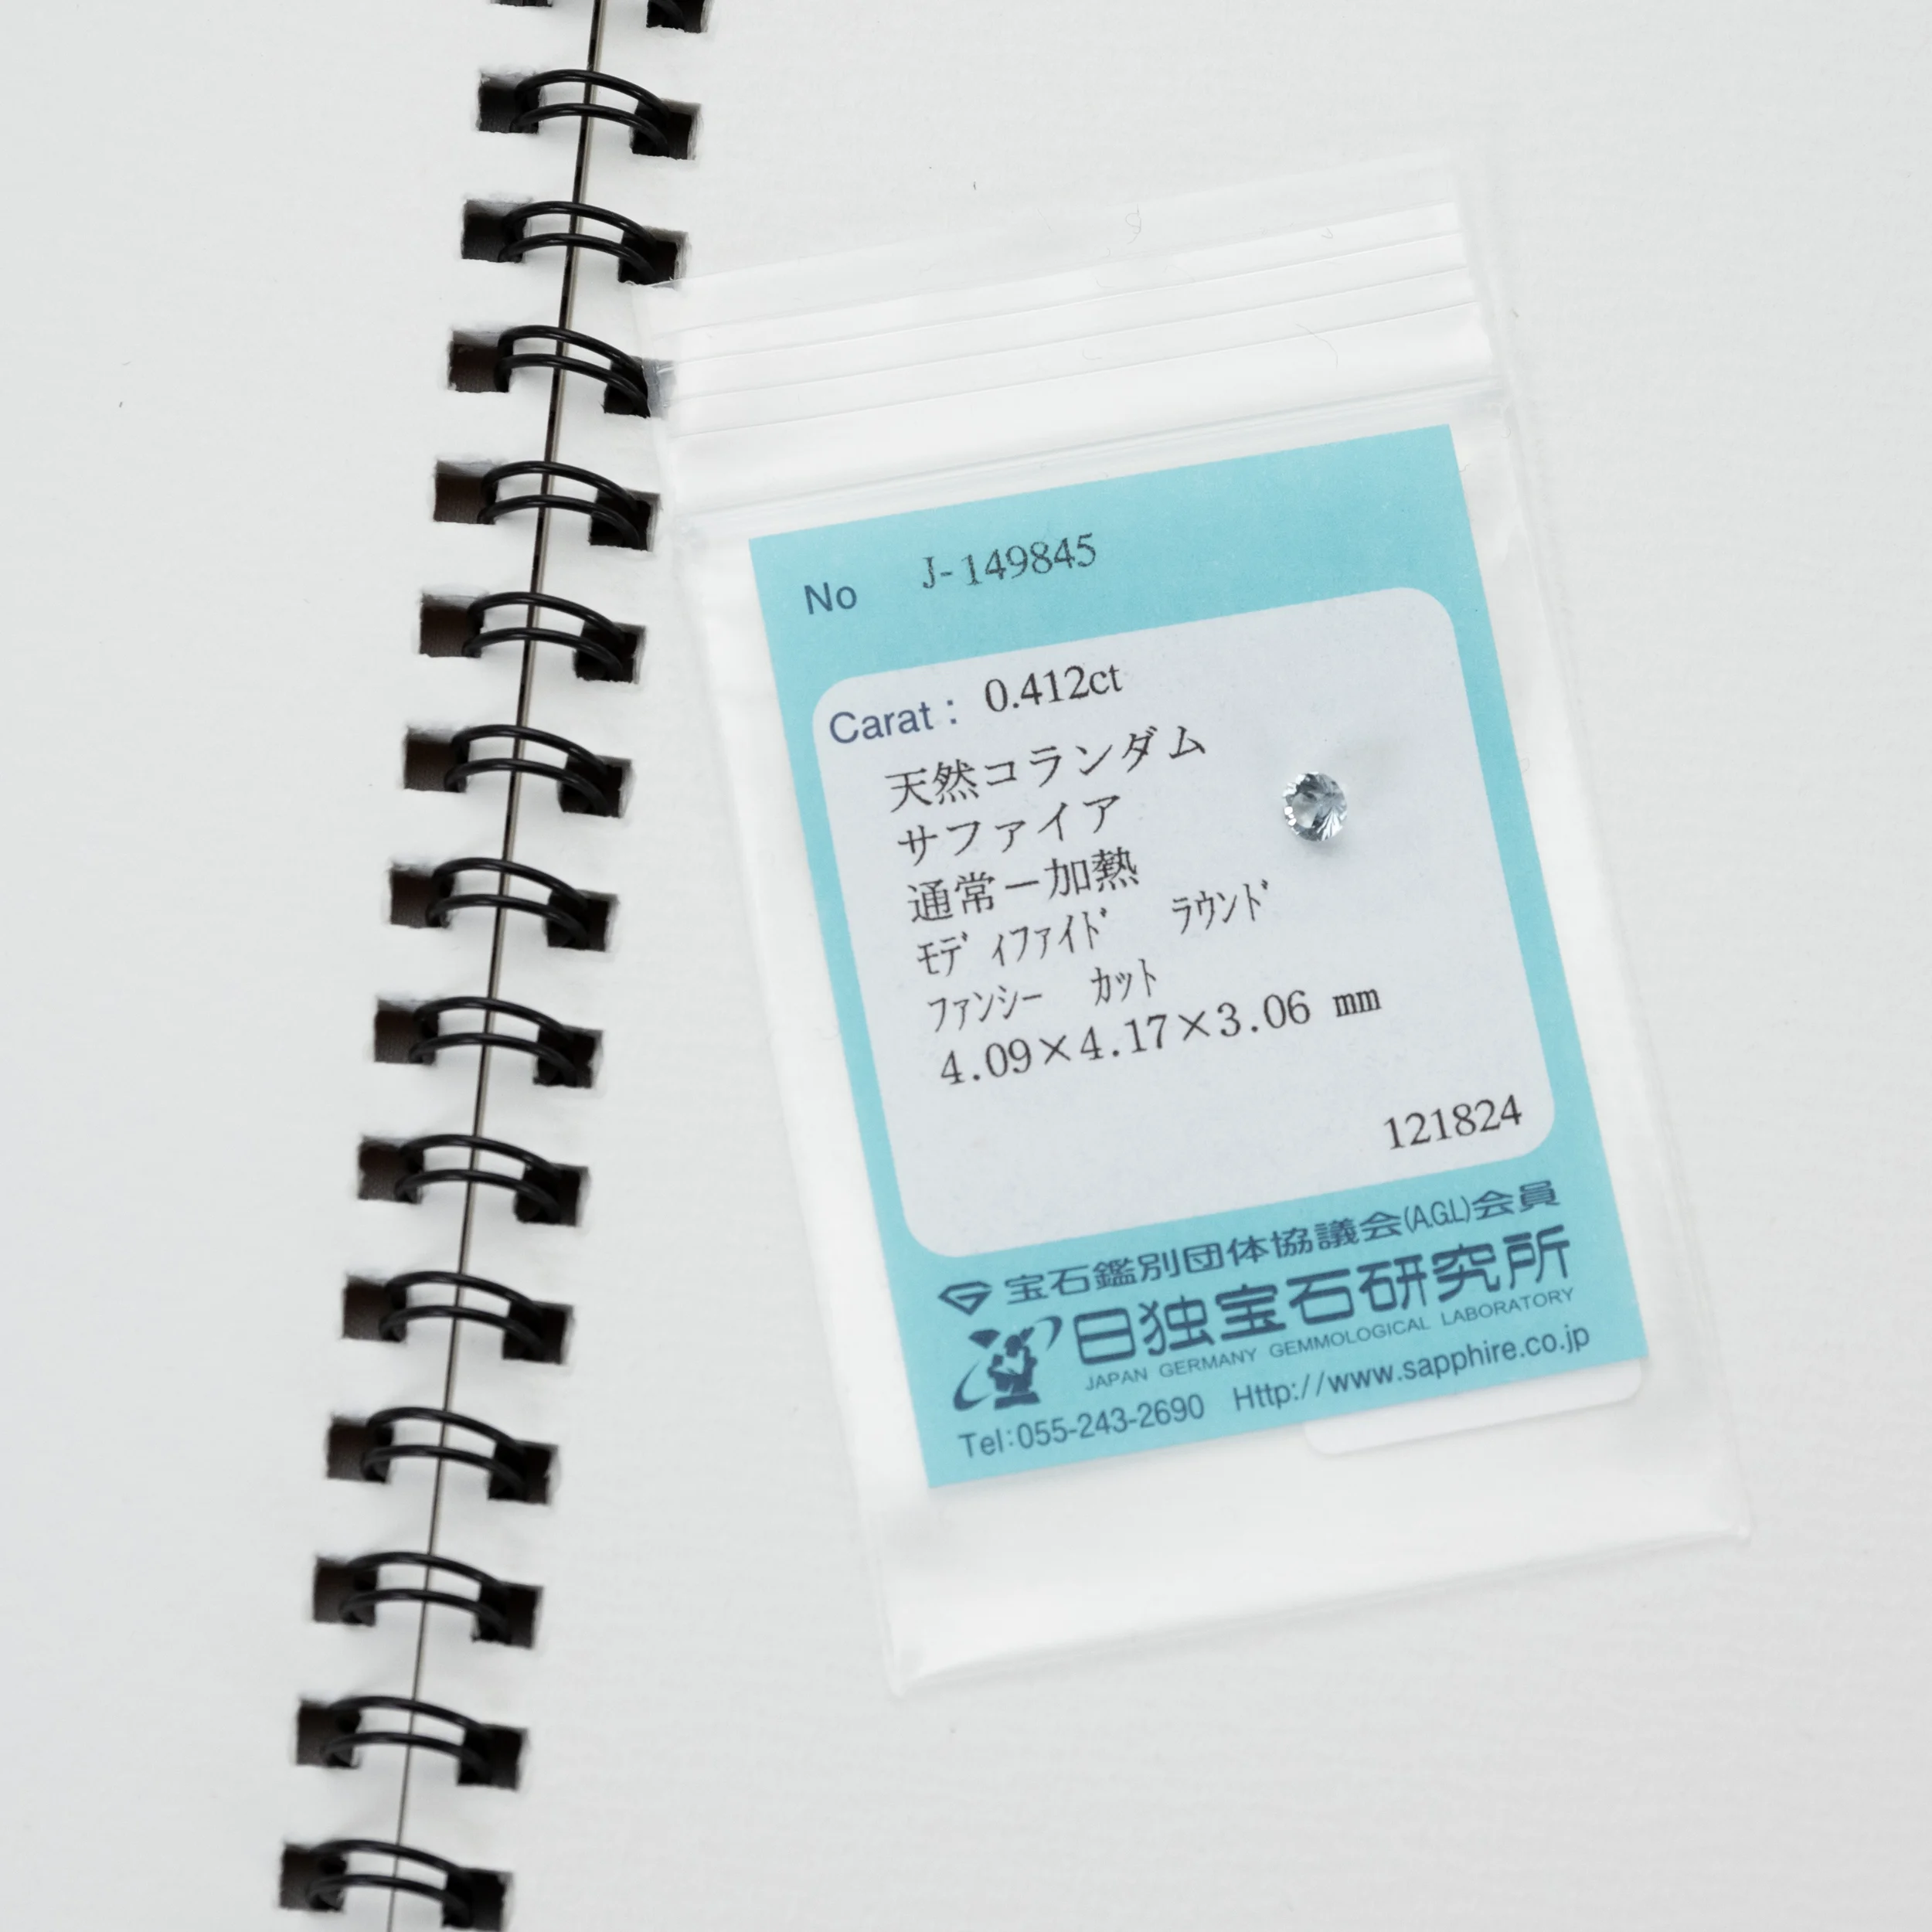 No J-149845
Carat： 0.412ct
天然コランダム
サファイア
通常－加熱
ﾓﾃﾞｨﾌｧｲﾄﾞ ﾗｳﾝﾄﾞ
ﾌｧﾝｼｰ ｶｯﾄ
4.09×4.17×3.06 ㎜
121824
宝石鑑別団体協議会(A.G.L)会員
日独宝石研究所
JAPAN GERMANY GEMMOLOGICAL LABORATORY
Tel:055-243-2690 Http://www.sapphire.co.jp